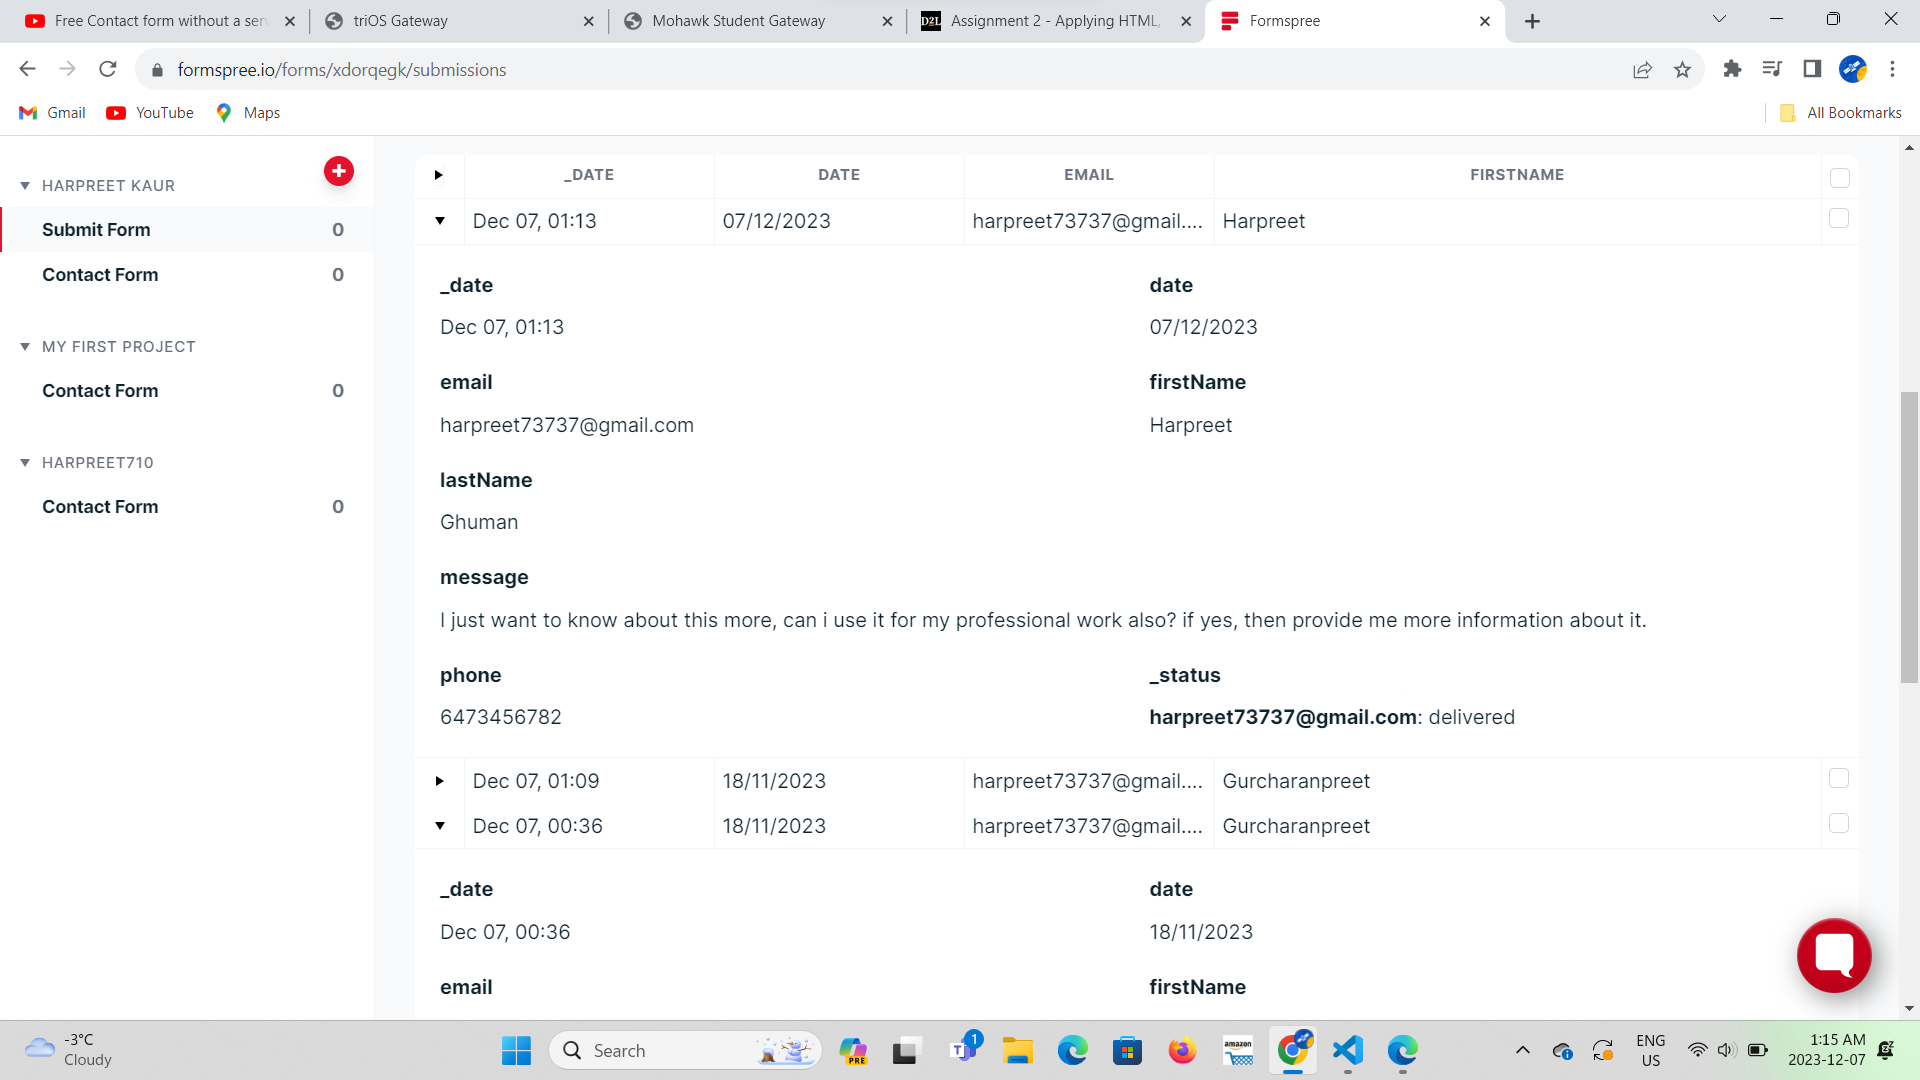 Free Contact form without a serv
triOS Gateway
Mohawk Student Gateway
D2L
Assignment 2 - Applying HTML,
Formspree
formspree.io/forms/xdorqegk/submissions
Gmail
YouTube
Maps
All Bookmarks
HARPREET KAUR
Submit Form 0
Contact Form 0
MY FIRST PROJECT
Contact Form 0
HARPREET710
Contact Form 0
_DATE DATE EMAIL FIRSTNAME
Dec 07, 01:13 07/12/2023 harpreet73737@gmail.... Harpreet
_date date
Dec 07, 01:13 07/12/2023
email firstName
harpreet73737@gmail.com Harpreet
lastName
Ghuman
message
I just want to know about this more, can i use it for my professional work also? if yes, then provide me more information about it.
phone _status
6473456782 harpreet73737@gmail.com: delivered
Dec 07, 01:09 18/11/2023 harpreet73737@gmail.... Gurcharanpreet
Dec 07, 00:36 18/11/2023 harpreet73737@gmail.... Gurcharanpreet
_date date
Dec 07, 00:36 18/11/2023
email firstName
-3°C
Cloudy
Search
PRE
1
amazon
ENG
US
1:15 AM
2023-12-07